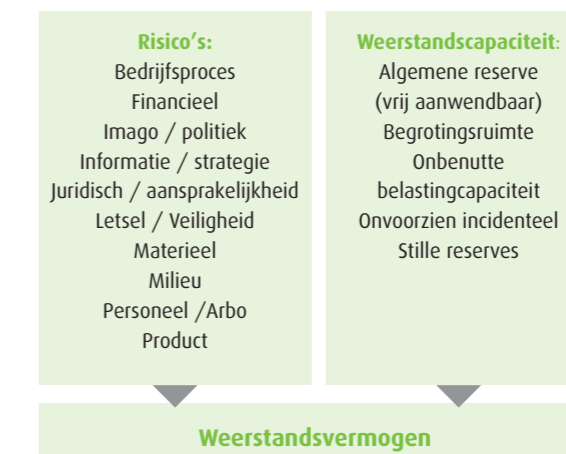 Risico's:
Bedrijfsproces
Financieel
Imago / politiek
Informatie / strategie
Juridisch / aansprakelijkheid
Letsel / Veiligheid
Materieel
Milieu
Personeel /Arbo
Product
Weerstandscapaciteit:
Algemene reserve
(vrij aanwendbaar)
Begrotingsruimte
Onbenutte
belastingcapaciteit
Onvoorzien incidenteel
Stille reserves
Weerstandsvermogen